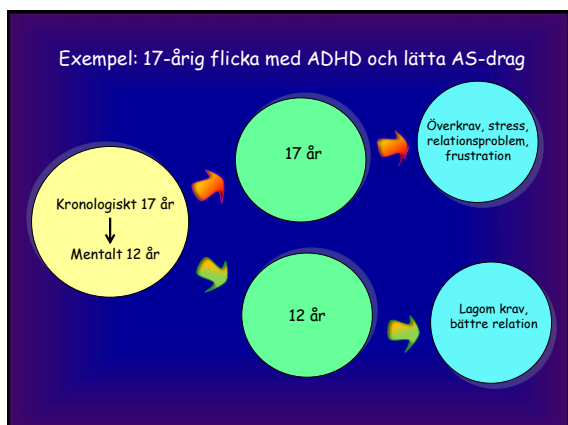 Exempel: 17-årig flicka med ADHD och lätta AS-drag
Kronologiskt 17 år
Mentalt 12 år
17 år
Överkrav, stress,
relationsproblem,
frustration
12 år
Lagom krav,
bättre relation